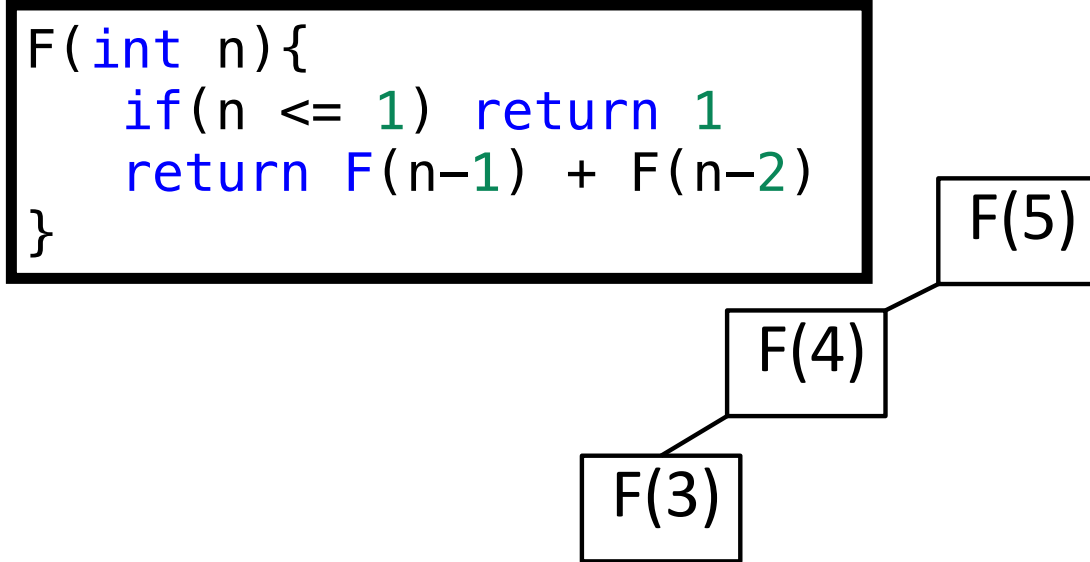 F(int n){
if(n <= 1) return 1
return F(n-1) + F(n-2)
}
F(5)
F(4)
F(3)